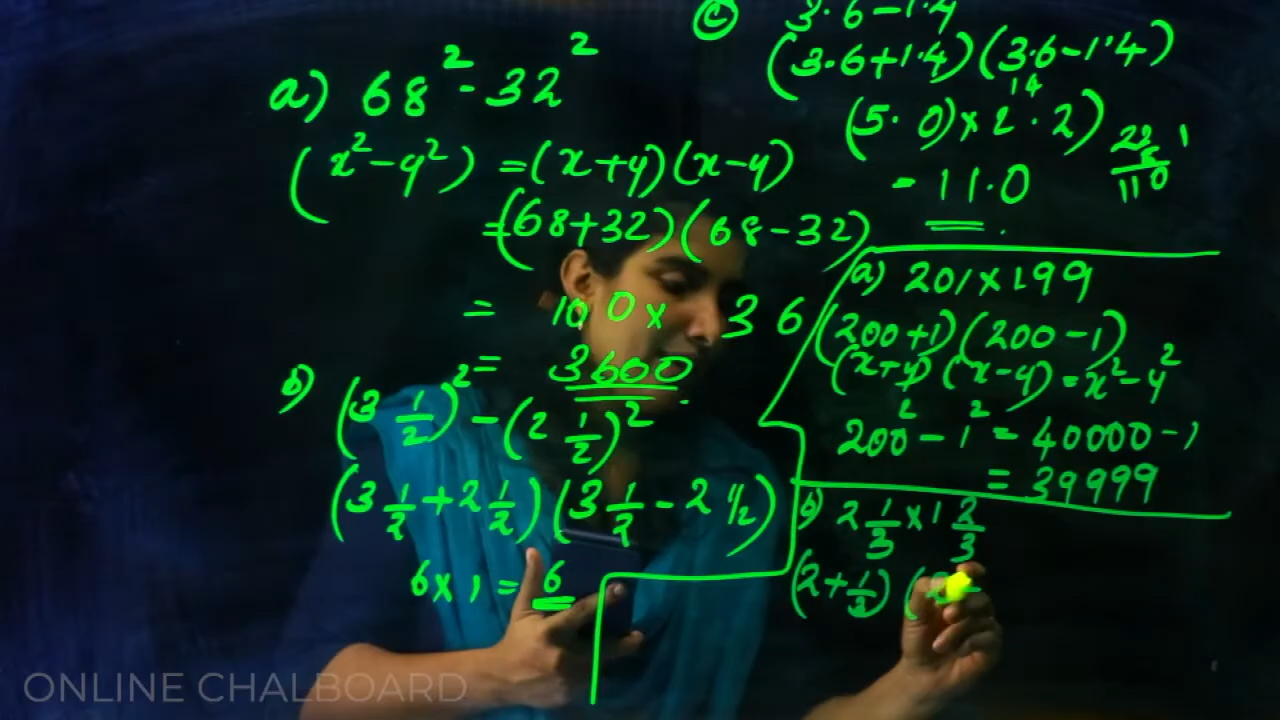 a) 68² - 32²
(x² - y²) = (x+y)(x-y)
=(68+32)(68-32)
= 100 x 36
= 3600
b) (3 1/2)² - (2 1/2)²
(3 1/2 + 2 1/2)(3 1/2 - 2 1/2)
6 x 1 = 6
c) 3.6 - 1.4
(3.6+1.4)(3.6-1.4)
14
(5.0) x 2.2)
= 11.0
a) 201 x 199
(200+1)(200-1)
(x+y)(x-y) = x² - y²
200² - 1² = 40000 - 1
= 39999
b) 2 1/3 x 1 2/3
(2 + 1/3) (2 -
ONLINE CHALBOARD